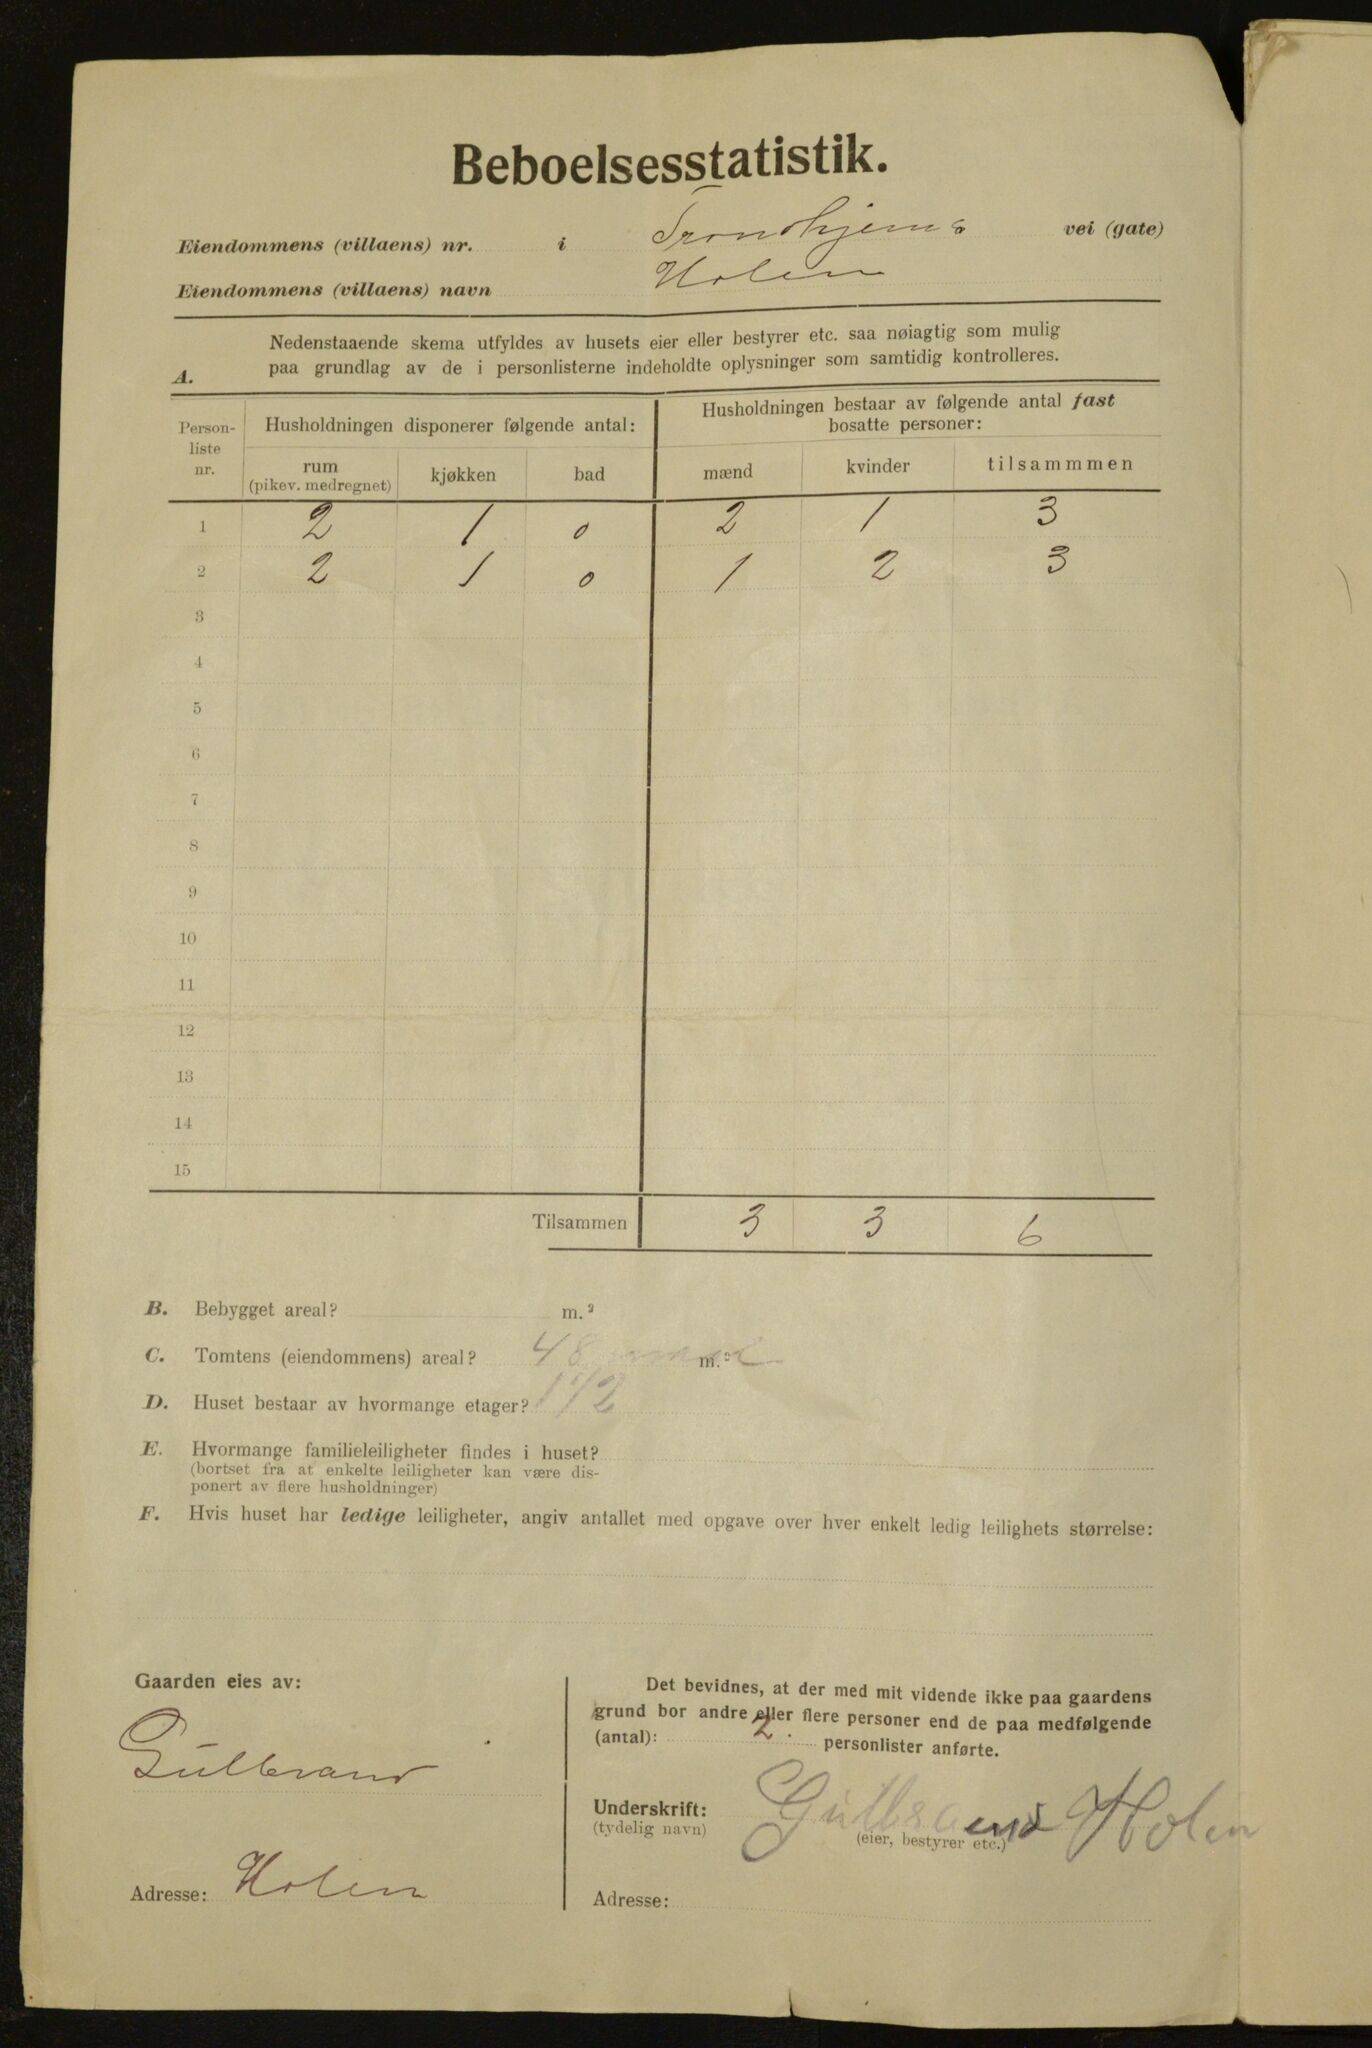 Beboelsesstatistik.
Eiendommens (villaens) nr. i Trondhjems vei (gate)
Eiendommens (villaens) navn Holen
Nedenstaaende skema utfyldes av husets eier eller bestyrer etc. saa nøiagtig som mulig
A. paa grundlag av de i personlisterne indeholdte oplysninger som samtidig kontrolleres.
Person-
liste
nr.
Husholdningen disponerer følgende antal:
Husholdningen bestaar av følgende antal fast
bosatte personer:
rum
(pikev. medregnet)
kjøkken
bad
mænd
kvinder
tilsammmen
1 2 1 0 2 1 3
2 2 1 0 1 2 3
3
4
5
6
7
8
9
10
11
12
13
14
15
Tilsammen 3 3 6
B. Bebygget areal? m.²
C. Tomtens (eiendommens) areal? 48 m.²
D. Huset bestaar av hvormange etager? 1 1/2
E. Hvormange familieleiligheter findes i huset?
(bortset fra at enkelte leiligheter kan være dis-
ponert av flere husholdninger)
F. Hvis huset har ledige leiligheter, angiv antallet med opgave over hver enkelt ledig leilighets størrelse:
Gaarden eies av:
Gulbrand
Adresse: Holen
Det bevidnes, at der med mit vidende ikke paa gaardens
grund bor andre eller flere personer end de paa medfølgende
(antal): 2 personlister anførte.
Underskrift: Gulbrand Holen
(tydelig navn) (eier, bestyrer etc.)
Adresse: